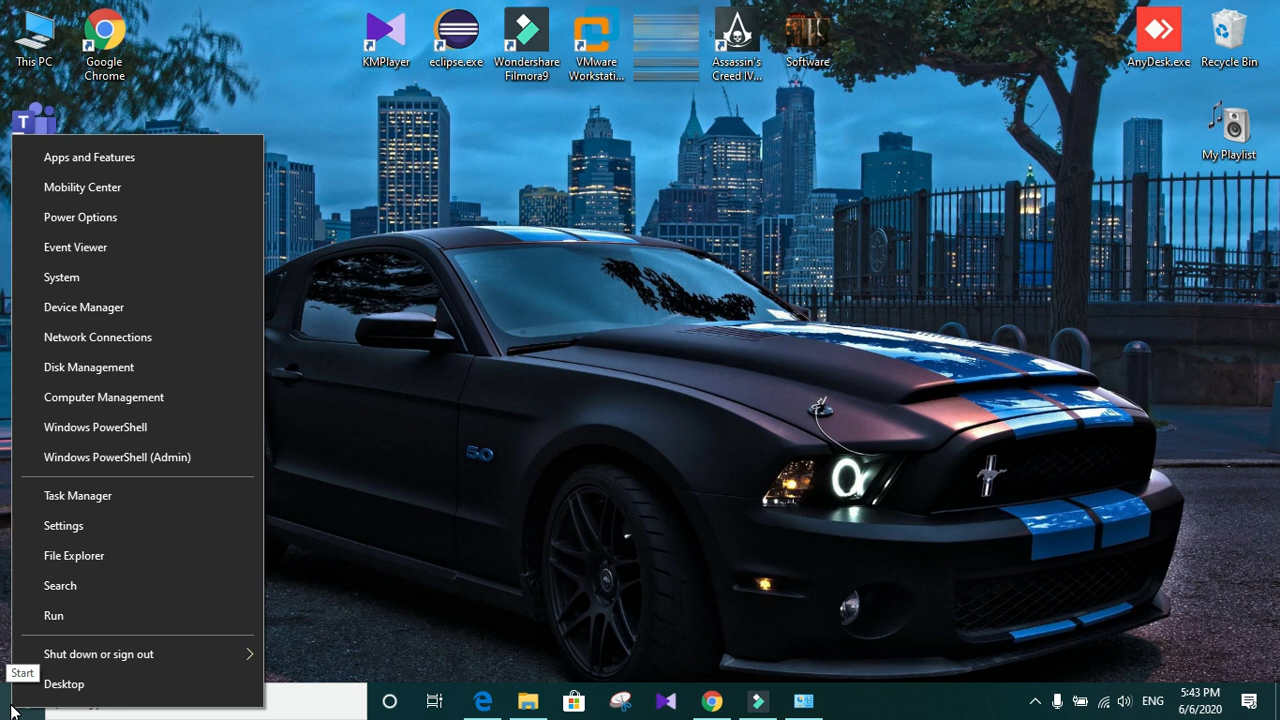 This PC
Google
Chrome
KMPlayer
eclipse.exe
Wondershare
Filmora9
VMware
Workstati...
Assassin's
Creed IV...
Software
AnyDesk.exe
Recycle Bin
T
My Playlist
Apps and Features
Mobility Center
Power Options
Event Viewer
System
Device Manager
Network Connections
Disk Management
Computer Management
Windows PowerShell
Windows PowerShell (Admin)
Task Manager
Settings
File Explorer
Search
Run
Shut down or sign out
Desktop
Start
5.0
ENG
5:43 PM
6/6/2020